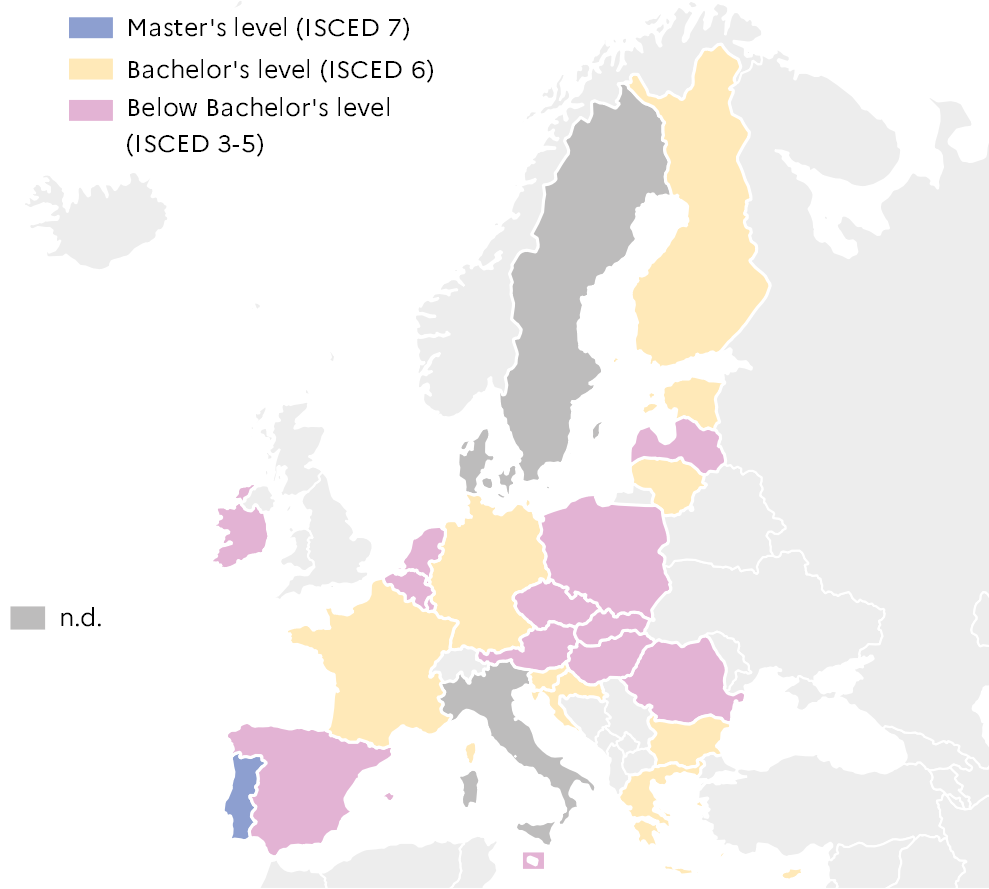 Master's level (ISCED 7)
Bachelor's level (ISCED 6)
Below Bachelor's level
(ISCED 3-5)
n.d.